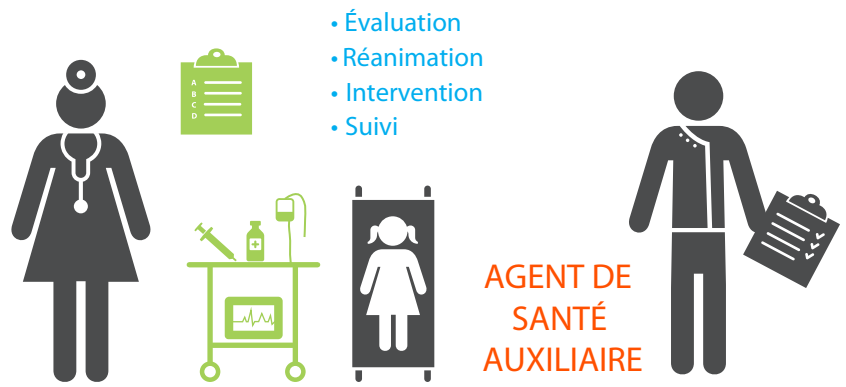 • Évaluation
• Réanimation
• Intervention
• Suivi
A
B
C
D
AGENT DE
SANTÉ
AUXILIAIRE